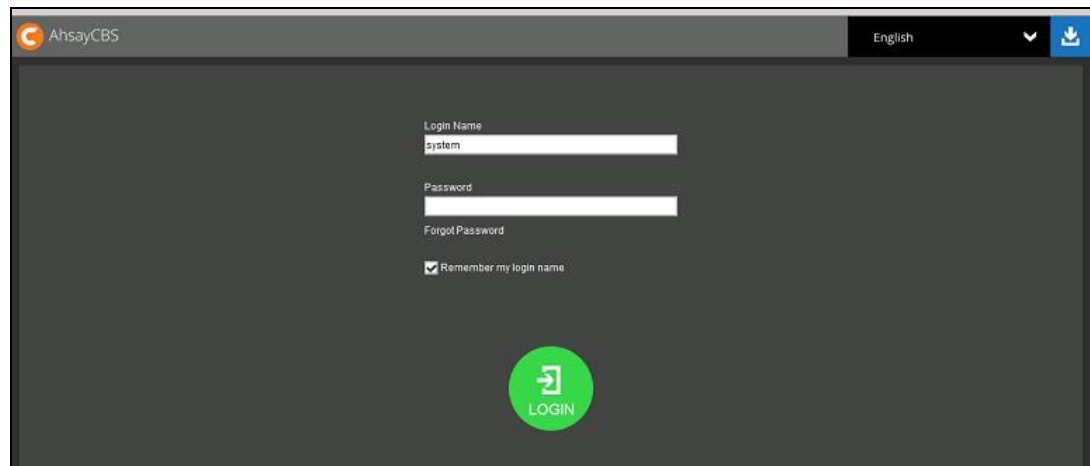 AhsayCBS
English
Login Name
system
Password
Forgot Password
Remember my login name
LOGIN